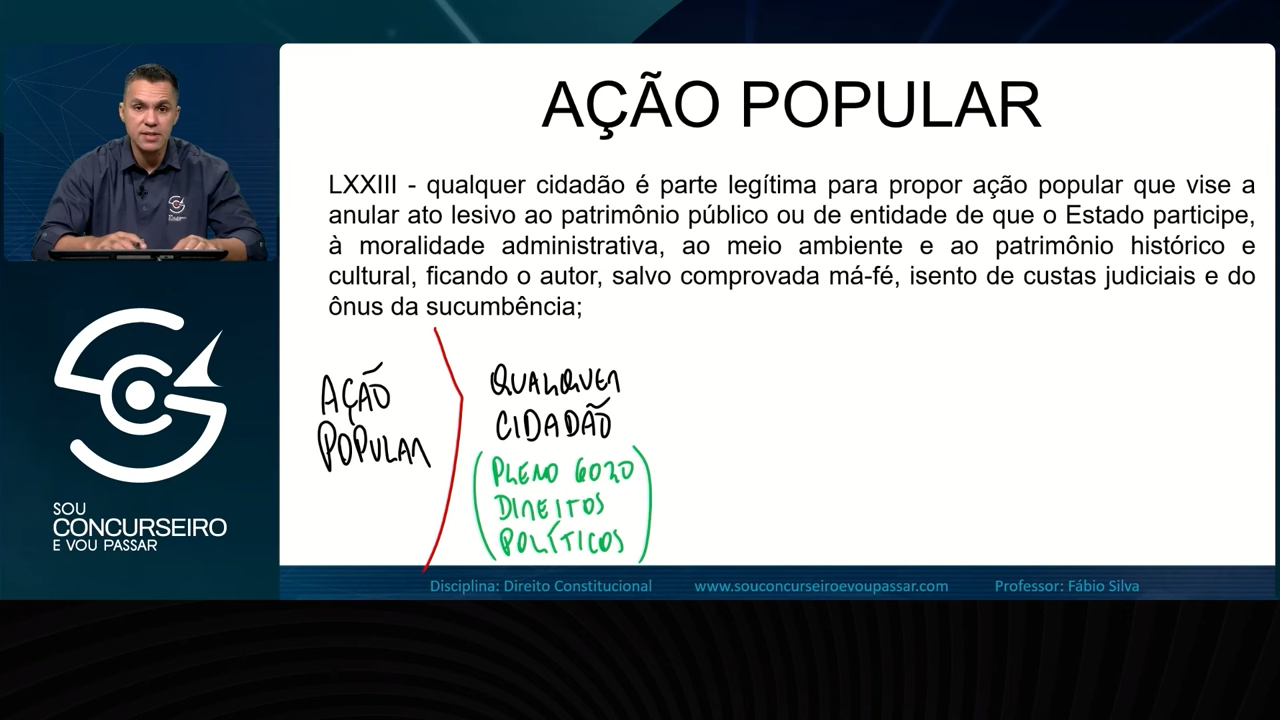 AÇÃO POPULAR
LXXIII - qualquer cidadão é parte legítima para propor ação popular que vise a
anular ato lesivo ao patrimônio público ou de entidade de que o Estado participe,
à moralidade administrativa, ao meio ambiente e ao patrimônio histórico e
cultural, ficando o autor, salvo comprovada má-fé, isento de custas judiciais e do
ônus da sucumbência;
AÇÃO
POPULAR
QUALQUER
CIDADÃO
(PLENO GOZO
DIREITOS
POLÍTICOS)
SOU
CONCURSEIRO
E VOU PASSAR
Disciplina: Direito Constitucional www.souconcurseiroevoupassar.com Professor: Fábio Silva